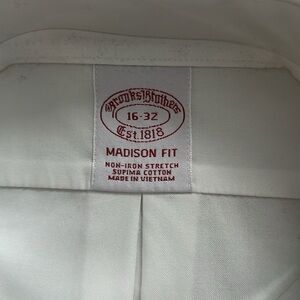 Brooks Brothers
16-32
Est. 1818
MADISON FIT
NON-IRON STRETCH
SUPIMA COTTON
MADE IN VIETNAM